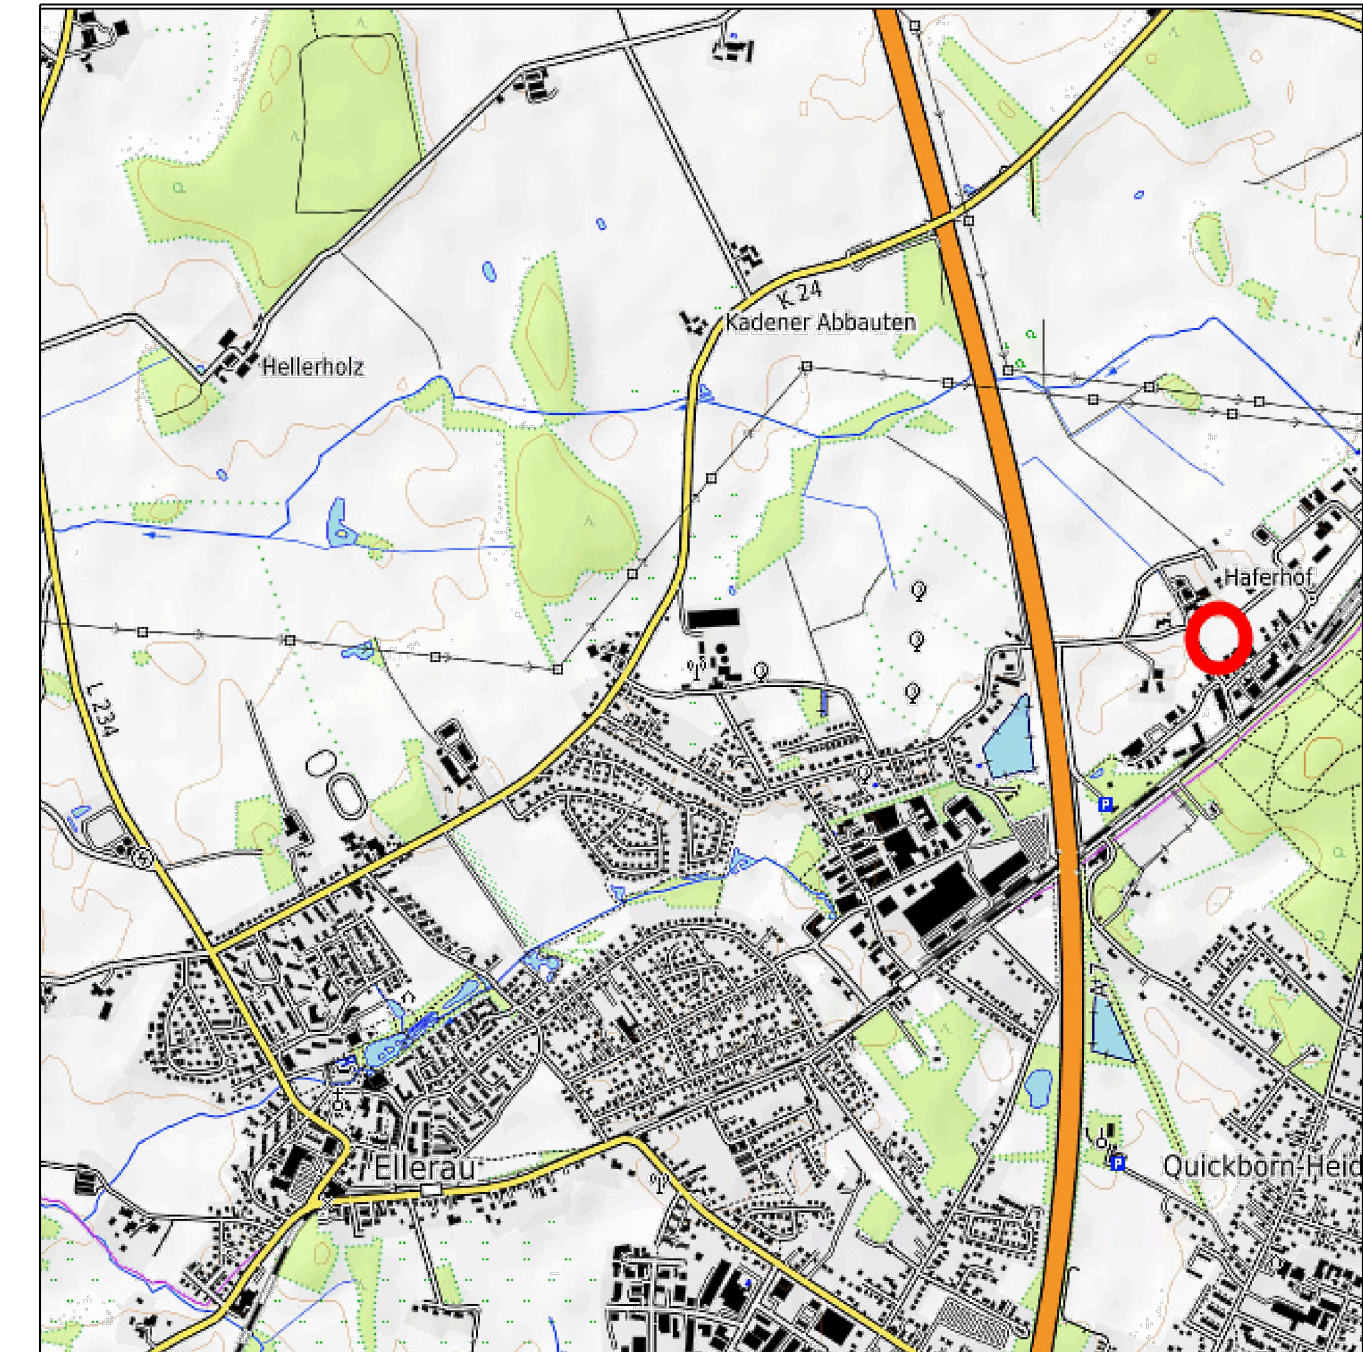 K 24
Kadener Abbauten
Hellerholz
Haferhof
L 234
P
Ellerau
P
Quickborn-Heid